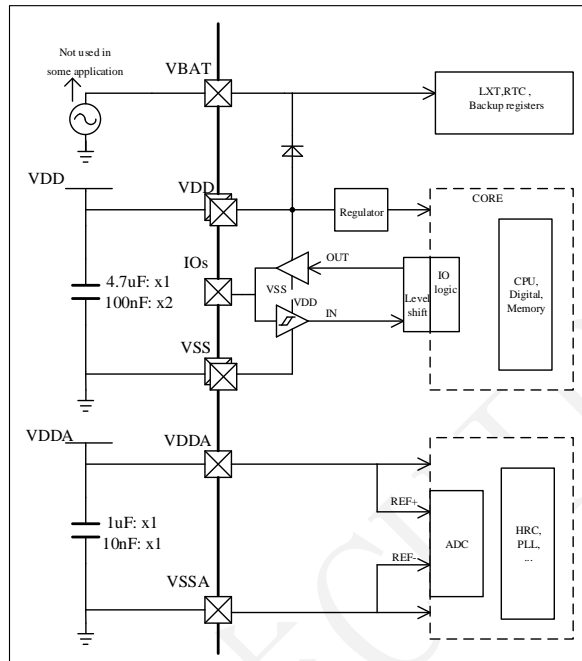 Not used in
some application
VBAT
LXT,RTC ,
Backup registers
VDD
VDD
Regulator
CORE
IOs
OUT
4.7uF: x1
100nF: x2
VSS
VDD
IN
Level
shift
IO
logic
CPU,
Digital,
Memory
VSS
VDDA
VDDA
REF+
1uF: x1
10nF: x1
ADC
HRC,
PLL,
...
REF-
VSSA